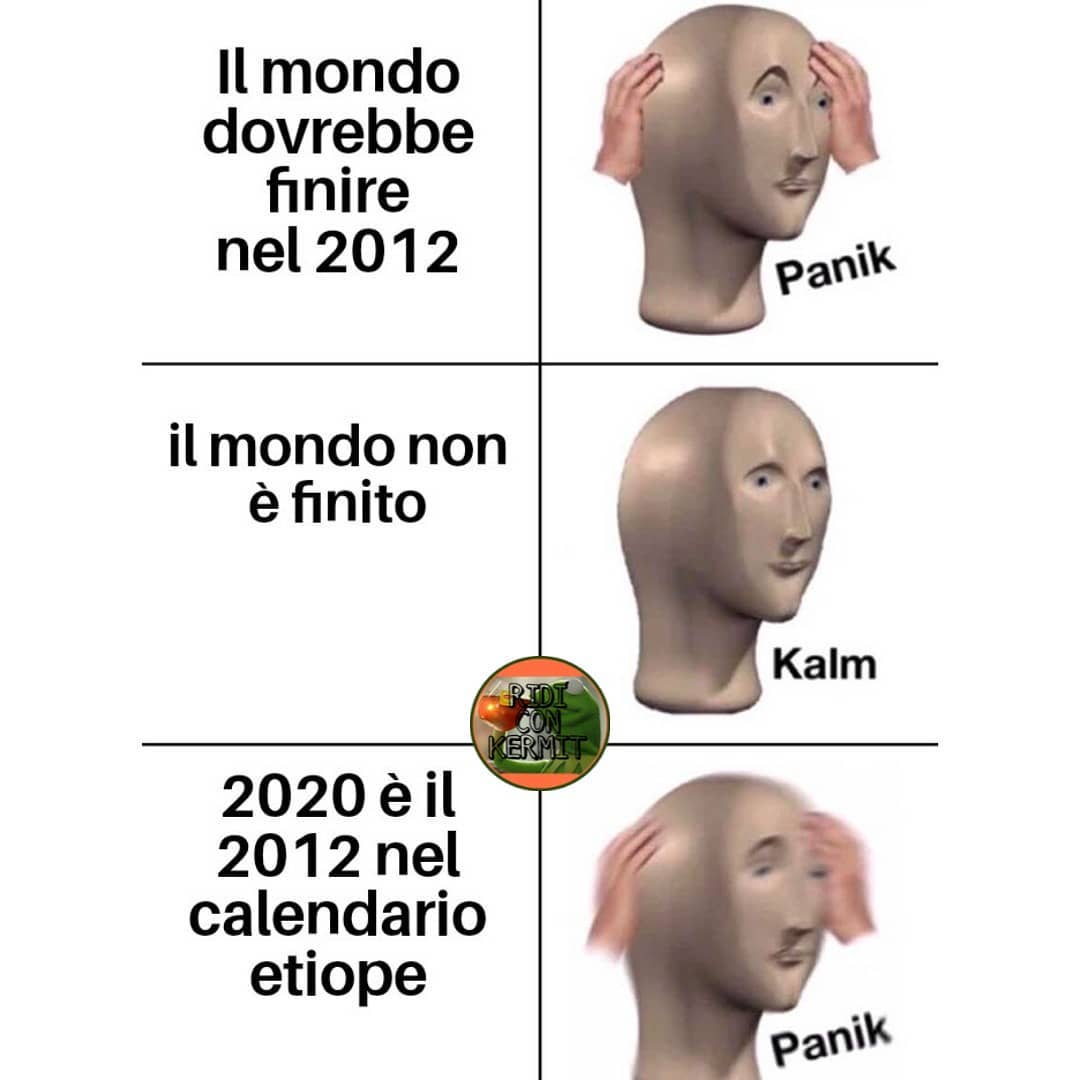 Il mondo
dovrebbe
finire
nel 2012
Panik
il mondo non
è finito
Kalm
RIDI
CON
KERMIT
2020 è il
2012 nel
calendario
etiope
Panik